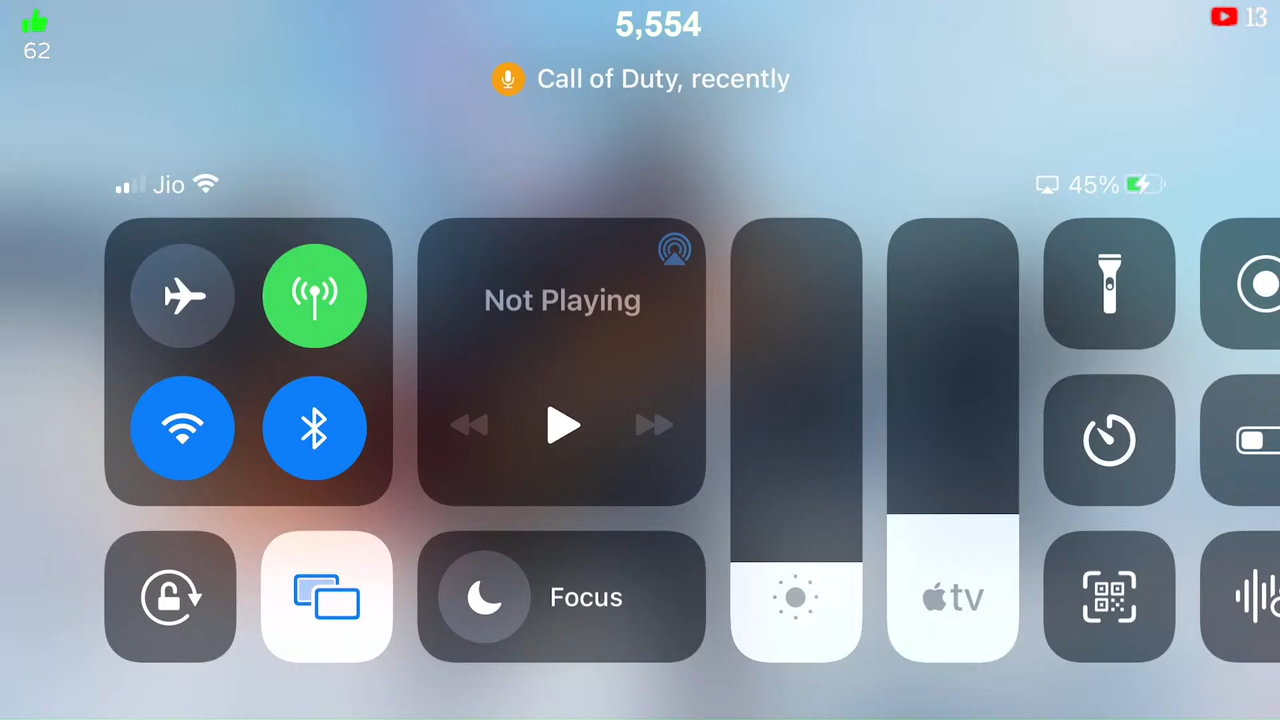 5,554
13
62
Call of Duty, recently
Jio
45%
Not Playing
Focus
tv